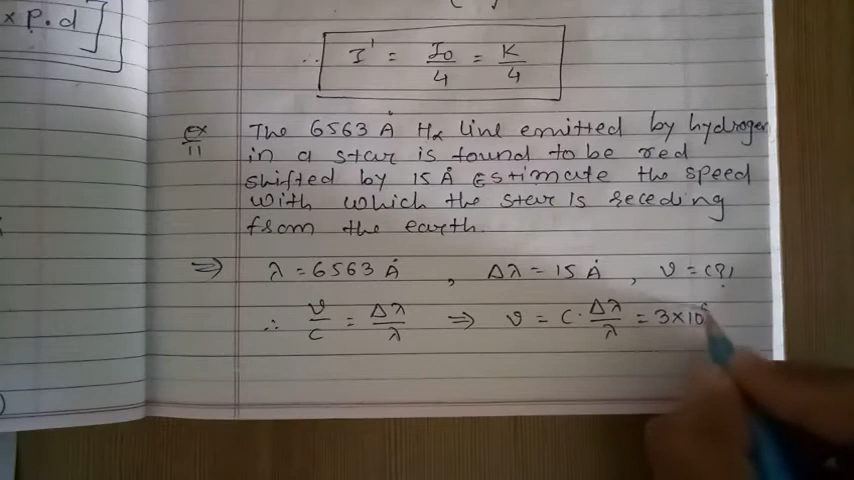 × P.d ]
∴ I' = I₀/4 = K/4
ex 11 The 6563 Å Hα line emitted by hydrogen
in a star is found to be red
shifted by 15 Å Estimate the speed
with which the star is receding
from the earth.
⇒ λ = 6563 Å , Δλ = 15 Å , v = (?)
∴ v/c = Δλ/λ ⇒ v = c · Δλ/λ = 3×10